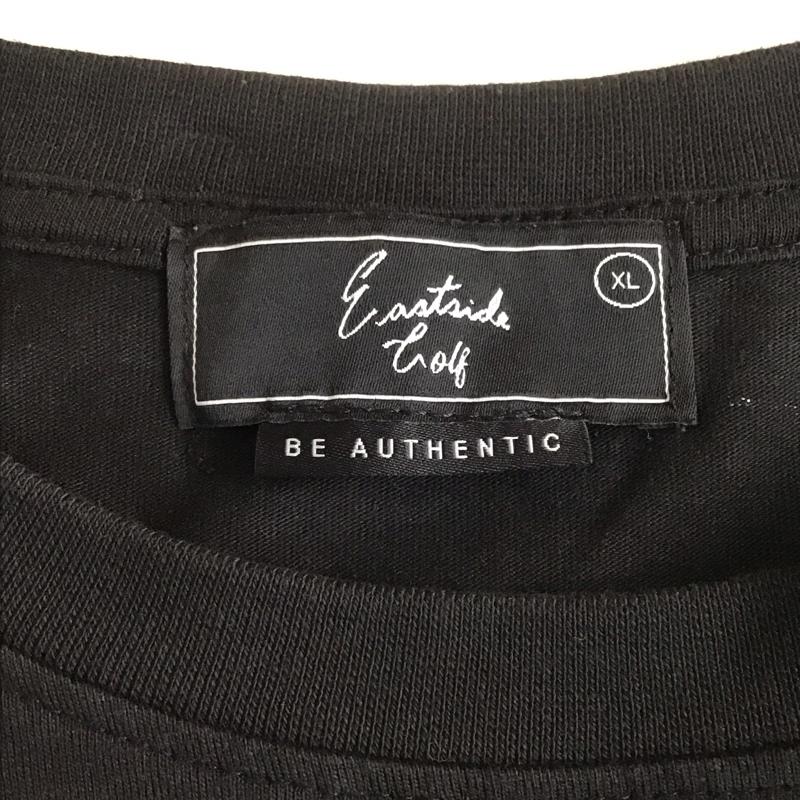 XL
Eastside
Golf
BE AUTHENTIC